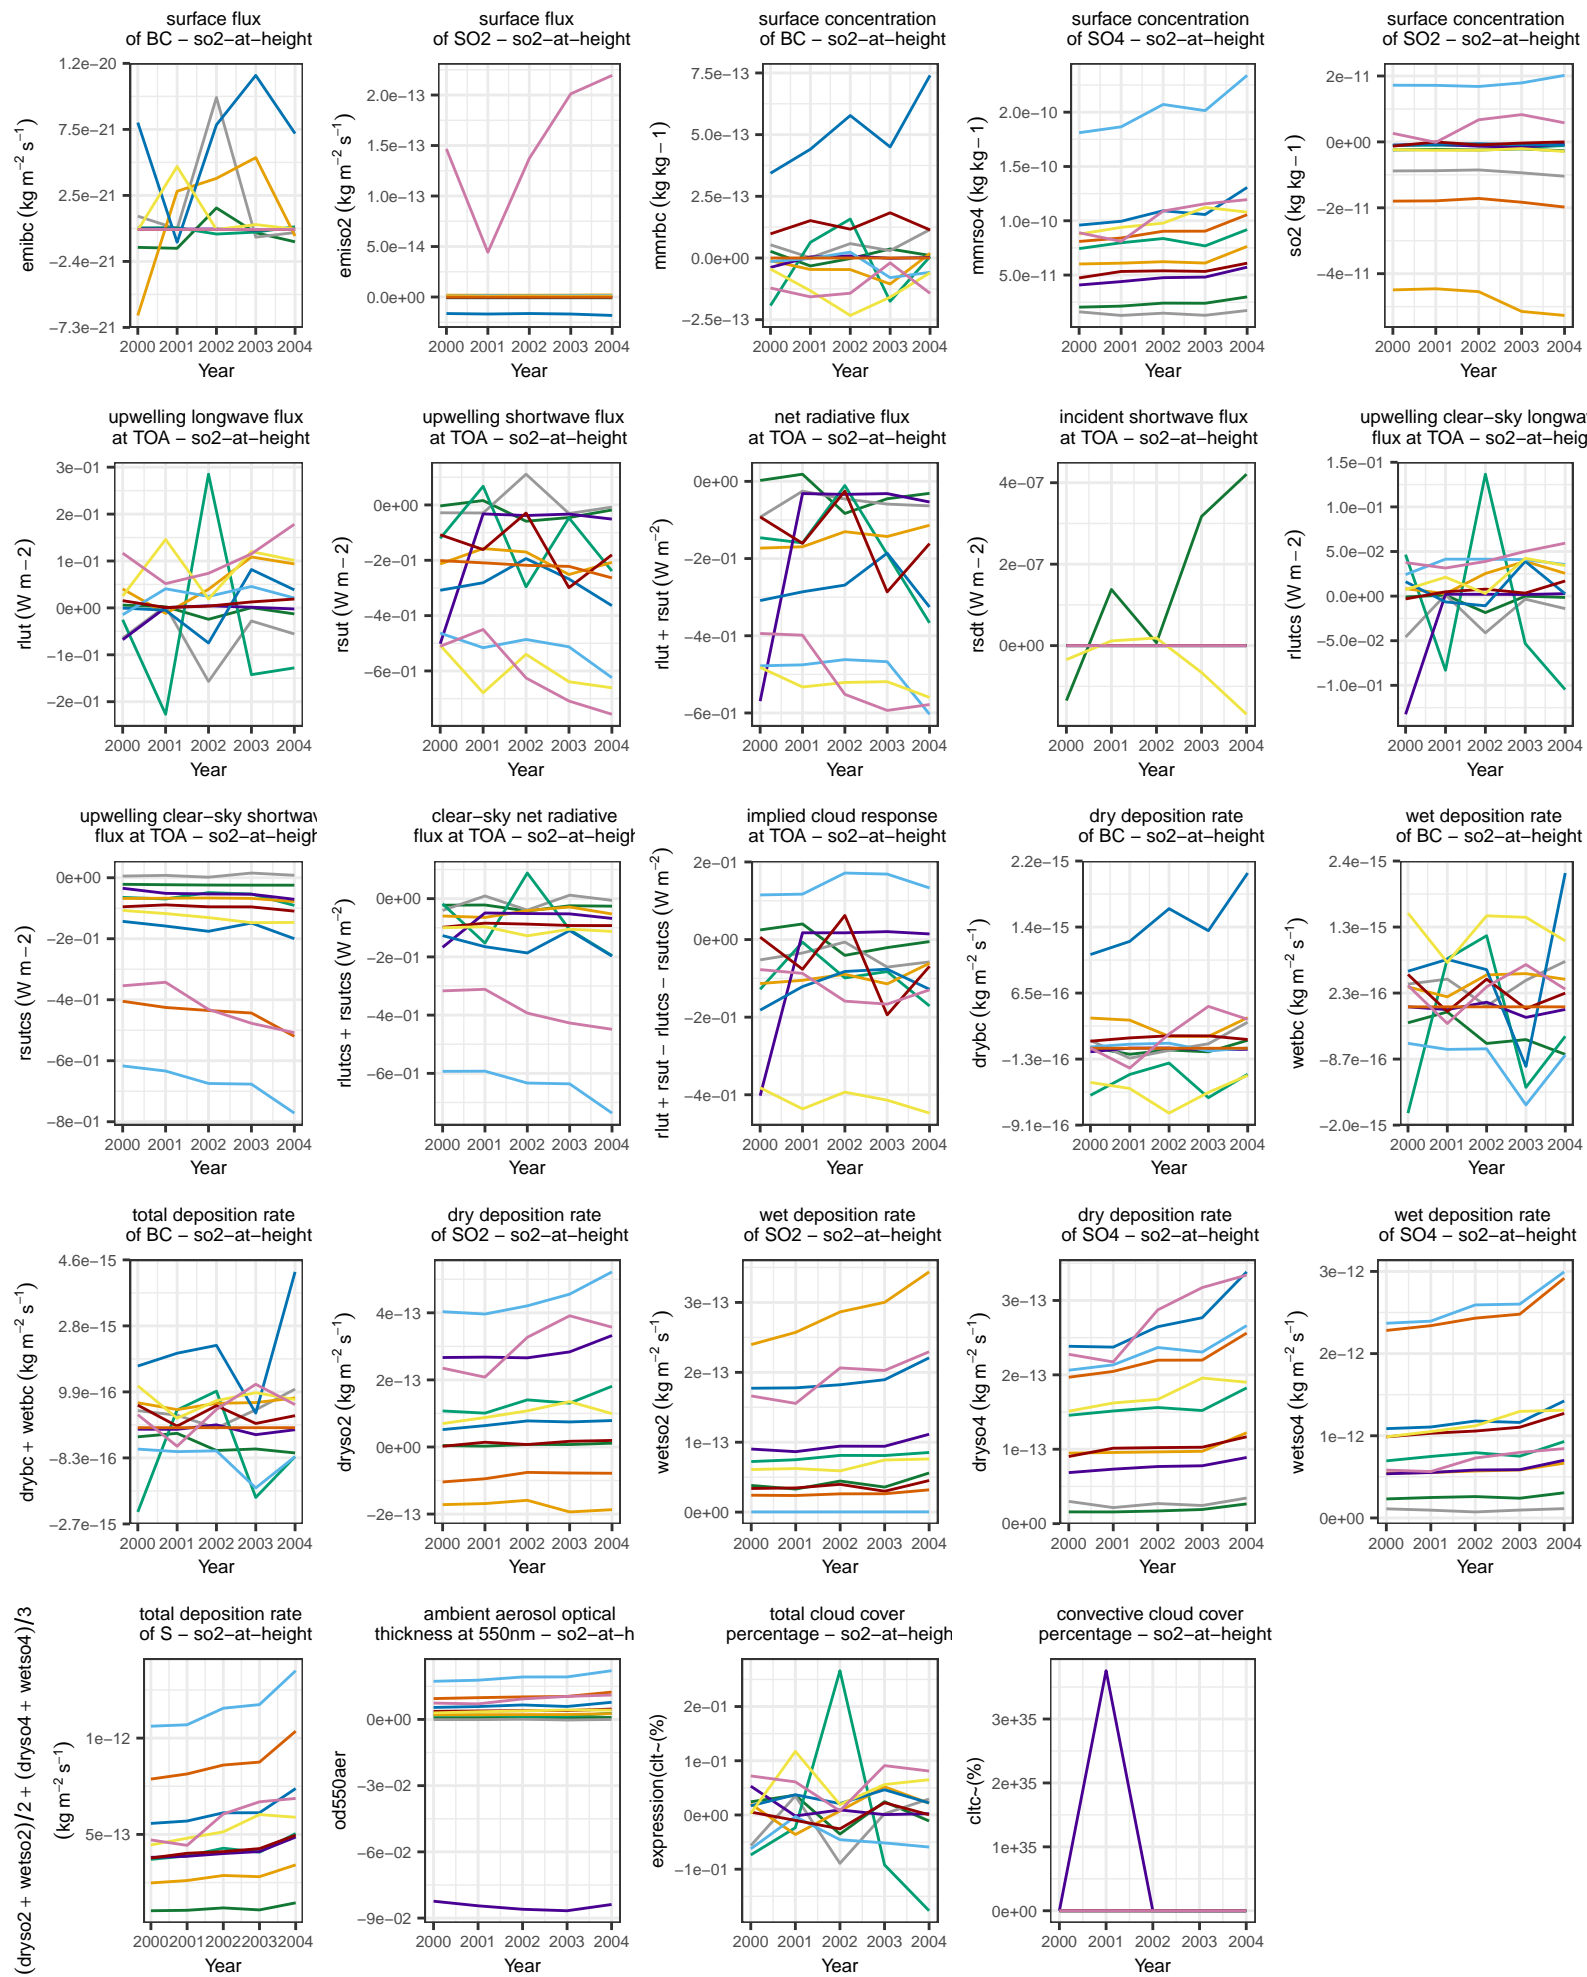 surface flux
of BC − so2−at−height
1.2e−20
7.5e−21
2.5e−21
−2.4e−21
−7.3e−21
emibc (kg m−2 s−1)
2000 2001 2002 2003 2004
Year
surface flux
of SO2 − so2−at−height
2.0e−13
1.5e−13
1.0e−13
5.0e−14
0.0e+00
emiso2 (kg m−2 s−1)
2000 2001 2002 2003 2004
Year
surface concentration
of BC − so2−at−height
7.5e−13
5.0e−13
2.5e−13
0.0e+00
−2.5e−13
mmrbc (kg kg − 1)
2000 2001 2002 2003 2004
Year
surface concentration
of SO4 − so2−at−height
2.0e−10
1.5e−10
1.0e−10
5.0e−11
mmrso4 (kg kg − 1)
2000 2001 2002 2003 2004
Year
surface concentration
of SO2 − so2−at−height
2e−11
0e+00
−2e−11
−4e−11
so2 (kg kg − 1)
2000 2001 2002 2003 2004
Year
upwelling longwave flux
at TOA − so2−at−height
3e−01
2e−01
1e−01
0e+00
−1e−01
−2e−01
rlut (W m − 2)
2000 2001 2002 2003 2004
Year
upwelling shortwave flux
at TOA − so2−at−height
0e+00
−2e−01
−4e−01
−6e−01
rsut (W m − 2)
2000 2001 2002 2003 2004
Year
net radiative flux
at TOA − so2−at−height
0e+00
−2e−01
−4e−01
−6e−01
rlut + rsut (W m−2)
2000 2001 2002 2003 2004
Year
incident shortwave flux
at TOA − so2−at−height
4e−07
2e−07
0e+00
rsdt (W m − 2)
2000 2001 2002 2003 2004
Year
upwelling clear−sky longwa
flux at TOA − so2−at−heig
1.5e−01
1.0e−01
5.0e−02
0.0e+00
−5.0e−02
−1.0e−01
rlutcs (W m − 2)
2000 2001 2002 2003 2004
Year
upwelling clear−sky shortwav
flux at TOA − so2−at−heigh
0e+00
−2e−01
−4e−01
−6e−01
−8e−01
rsutcs (W m − 2)
2000 2001 2002 2003 2004
Year
clear−sky net radiative
flux at TOA − so2−at−heigh
0e+00
−2e−01
−4e−01
−6e−01
rlutcs + rsutcs (W m−2)
2000 2001 2002 2003 2004
Year
implied cloud response
at TOA − so2−at−height
2e−01
0e+00
−2e−01
−4e−01
rlut + rsut − rlutcs − rsutcs (W m−2)
2000 2001 2002 2003 2004
Year
dry deposition rate
of BC − so2−at−height
2.2e−15
1.4e−15
6.5e−16
−1.3e−16
−9.1e−16
drybc (kg m−2 s−1)
2000 2001 2002 2003 2004
Year
wet deposition rate
of BC − so2−at−height
2.4e−15
1.3e−15
2.3e−16
−8.7e−16
−2.0e−15
wetbc (kg m−2 s−1)
2000 2001 2002 2003 2004
Year
total deposition rate
of BC − so2−at−height
4.6e−15
2.8e−15
9.9e−16
−8.3e−16
−2.7e−15
drybc + wetbc (kg m−2 s−1)
2000 2001 2002 2003 2004
Year
dry deposition rate
of SO2 − so2−at−height
4e−13
2e−13
0e+00
−2e−13
dryso2 (kg m−2 s−1)
2000 2001 2002 2003 2004
Year
wet deposition rate
of SO2 − so2−at−height
3e−13
2e−13
1e−13
0e+00
wetso2 (kg m−2 s−1)
2000 2001 2002 2003 2004
Year
dry deposition rate
of SO4 − so2−at−height
3e−13
2e−13
1e−13
0e+00
dryso4 (kg m−2 s−1)
2000 2001 2002 2003 2004
Year
wet deposition rate
of SO4 − so2−at−height
3e−12
2e−12
1e−12
0e+00
wetso4 (kg m−2 s−1)
2000 2001 2002 2003 2004
Year
total deposition rate
of S − so2−at−height
1e−12
5e−13
(dryso2 + wetso2)/2 + (dryso4 + wetso4)/3
(kg m−2 s−1)
2000 2001 2002 2003 2004
Year
ambient aerosol optical
thickness at 550nm − so2−at−h
0e+00
−3e−02
−6e−02
−9e−02
od550aer
2000 2001 2002 2003 2004
Year
total cloud cover
percentage − so2−at−heigh
2e−01
1e−01
0e+00
−1e−01
expression(clt~(%)
2000 2001 2002 2003 2004
Year
convective cloud cover
percentage − so2−at−height
3e+35
2e+35
1e+35
0e+00
cltc~(%)
2000 2001 2002 2003 2004
Year